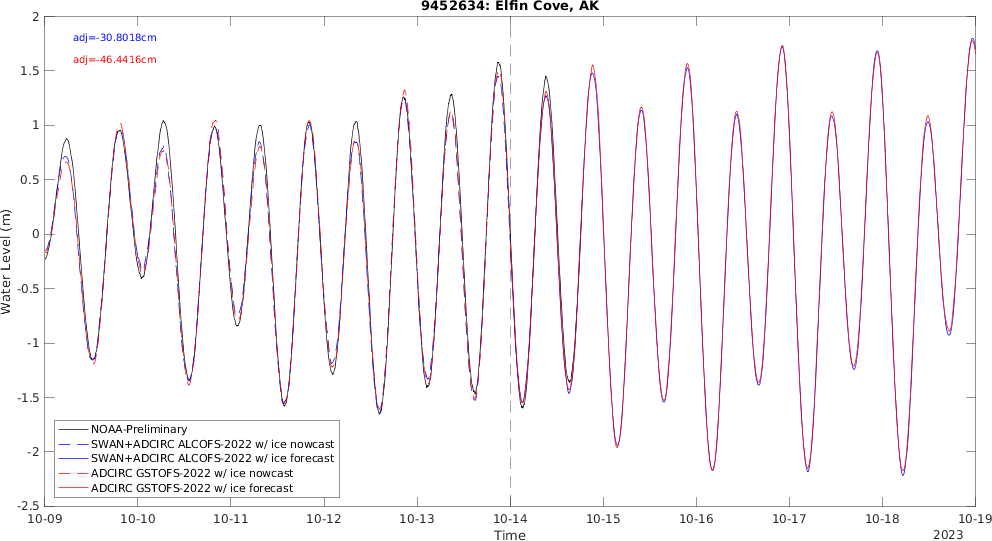 9452634: Elfin Cove, AK
adj=-30.8018cm
adj=-46.4416cm
Water Level (m)
2
1.5
1
0.5
0
-0.5
-1
-1.5
-2
-2.5
NOAA-Preliminary
SWAN+ADCIRC ALCOFS-2022 w/ ice nowcast
SWAN+ADCIRC ALCOFS-2022 w/ ice forecast
ADCIRC GSTOFS-2022 w/ ice nowcast
ADCIRC GSTOFS-2022 w/ ice forecast
10-09 10-10 10-11 10-12 10-13 10-14 10-15 10-16 10-17 10-18 10-19
Time
2023